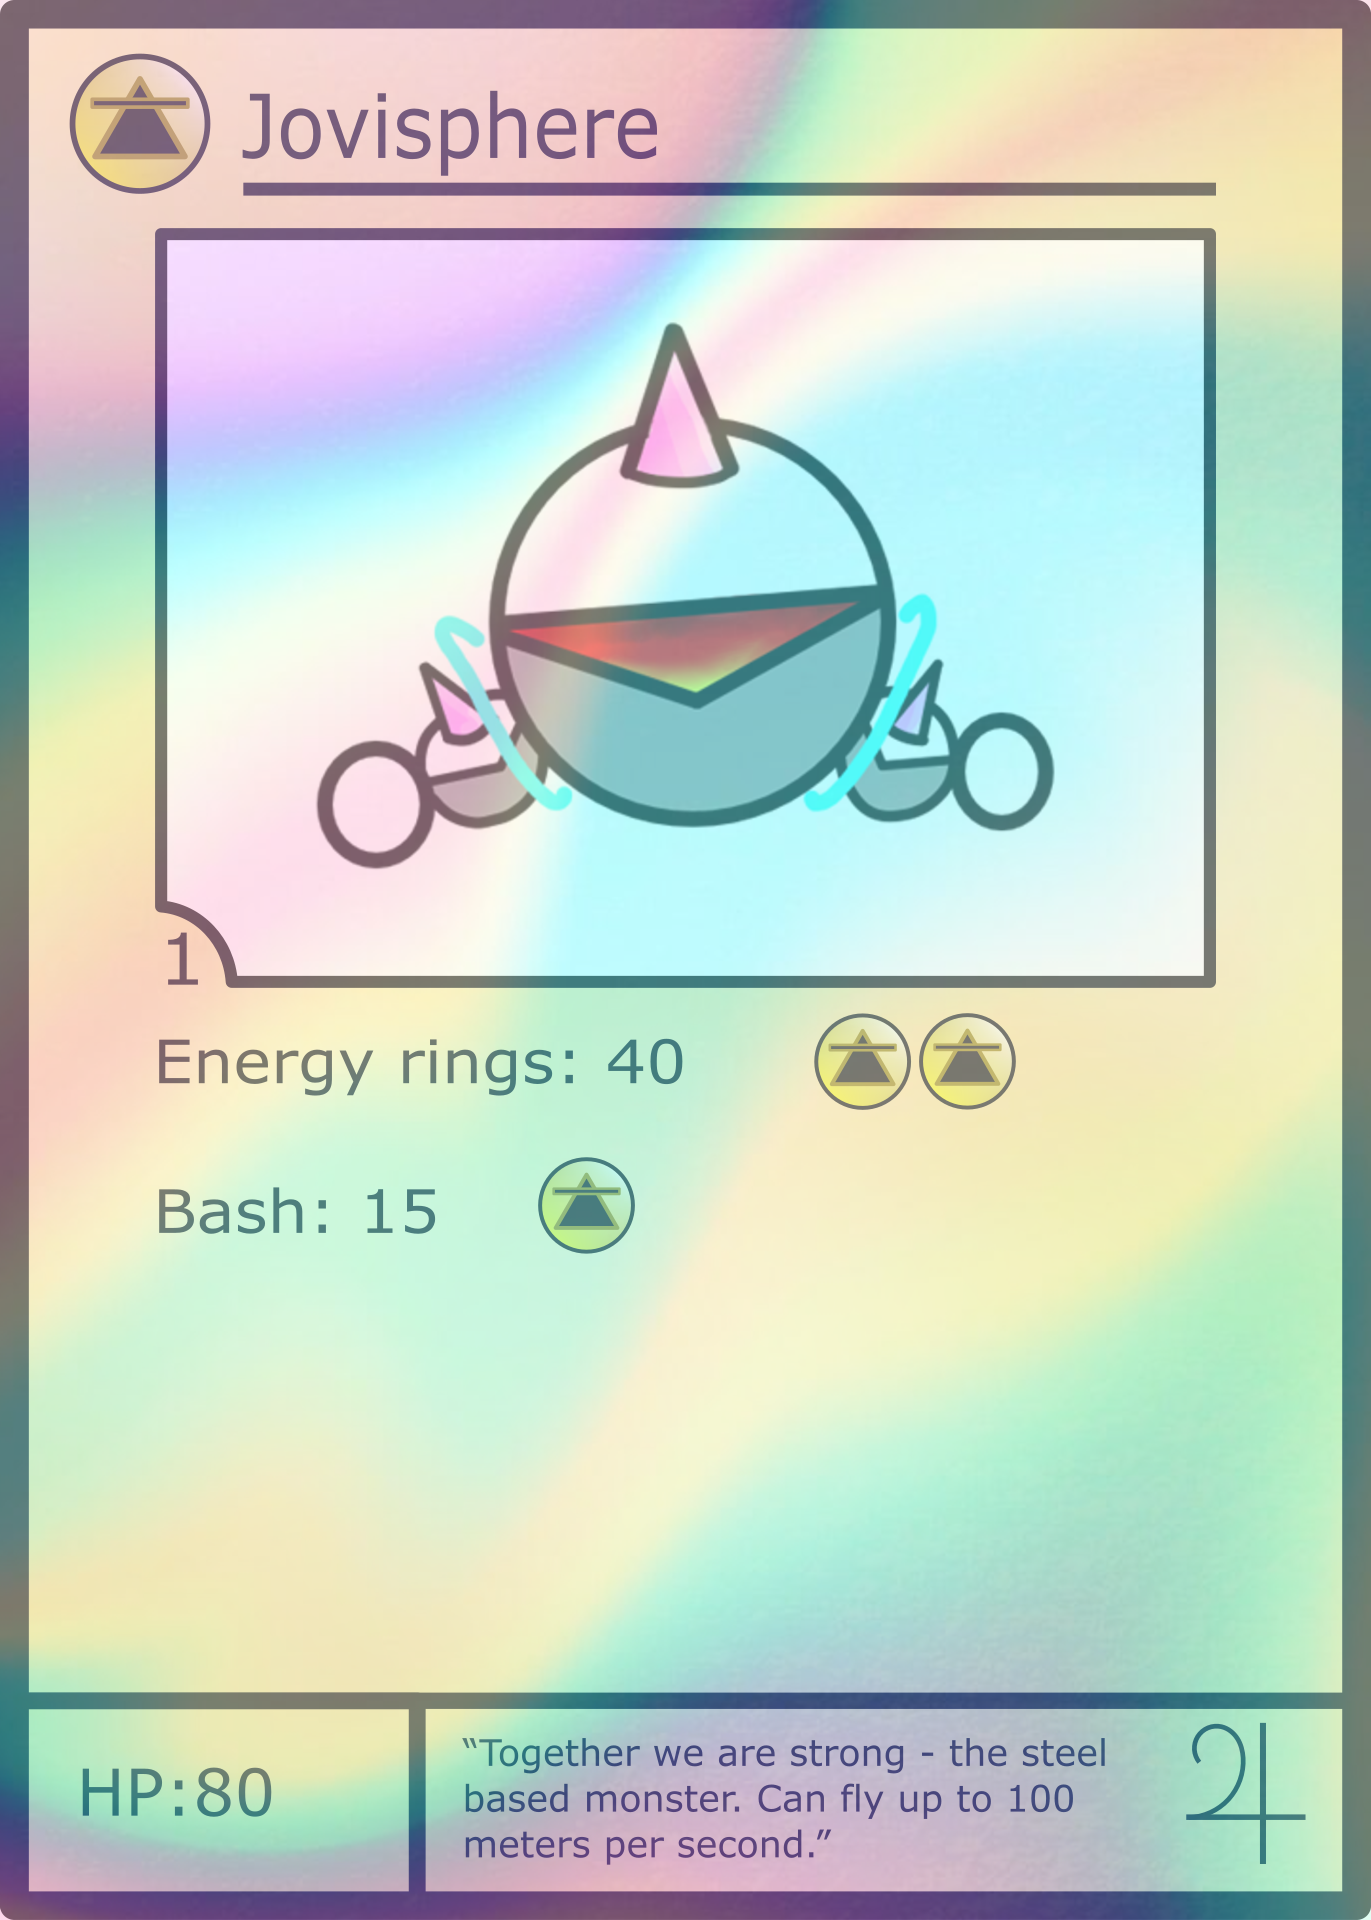 Jovisphere
1
Energy rings: 40
Bash: 15
HP:80
“Together we are strong - the steel
based monster. Can fly up to 100
meters per second.”
♃